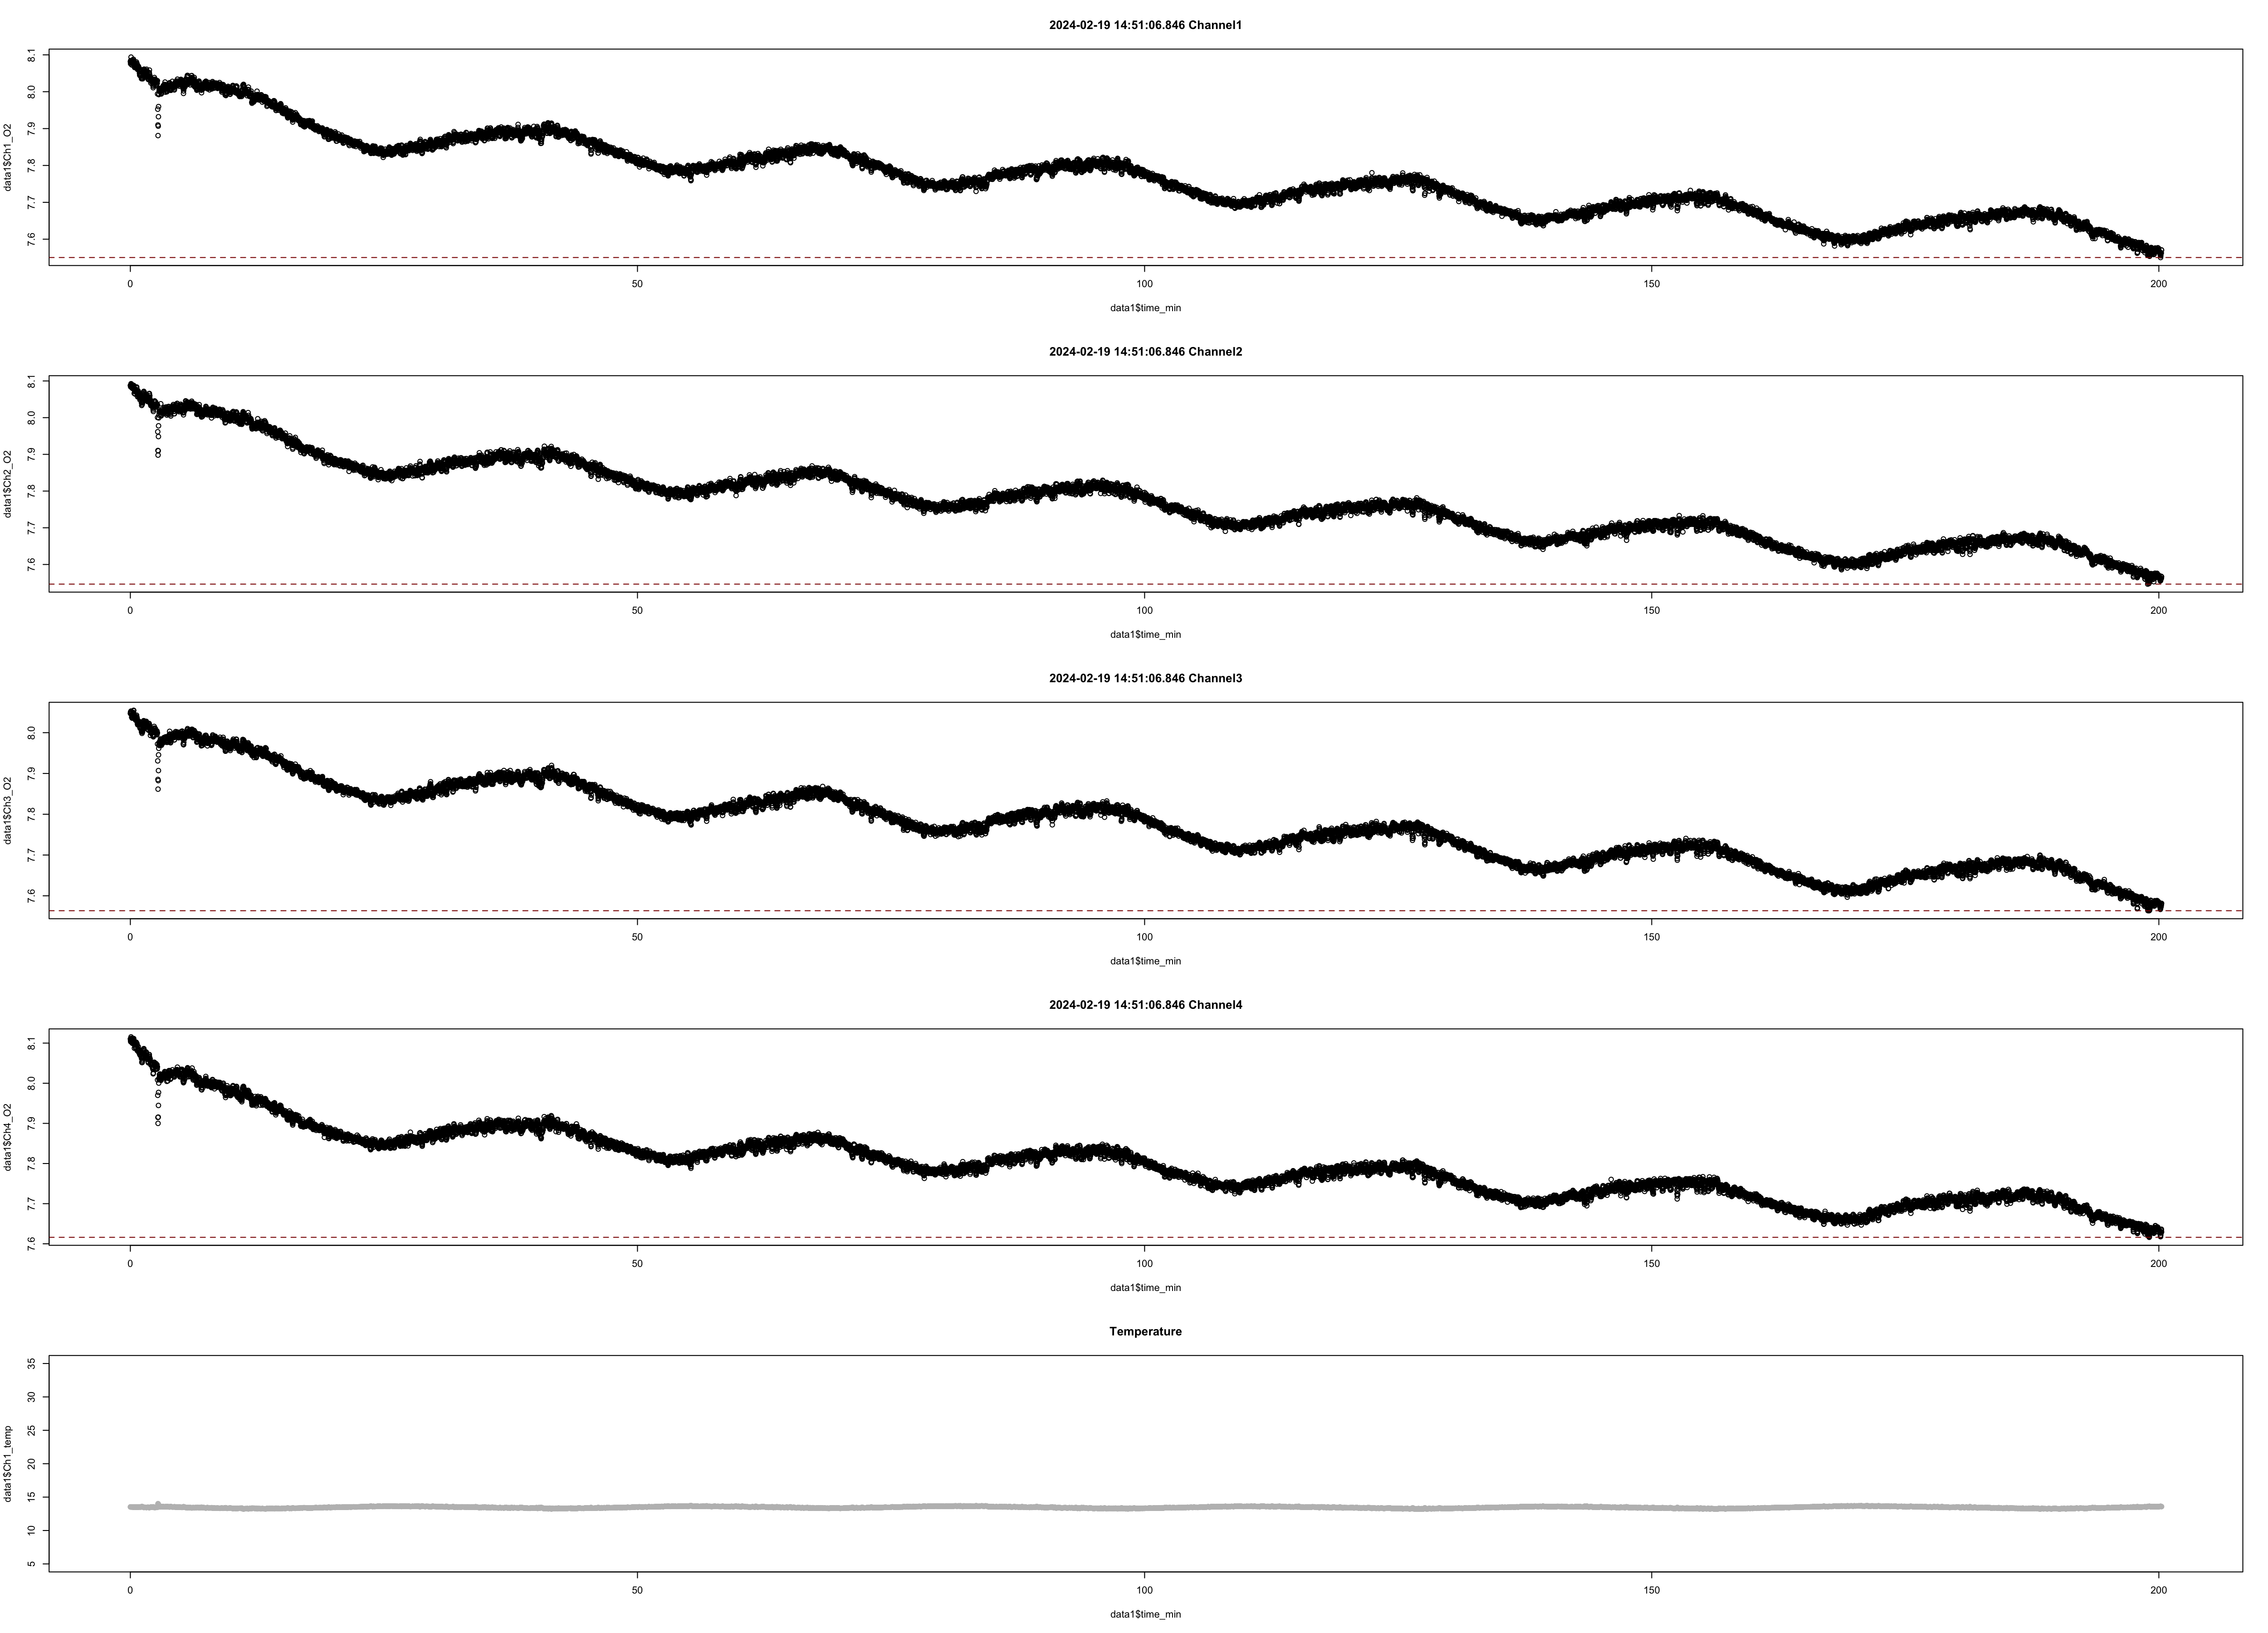 2024-02-19 14:51:06.846 Channel1
data1$Ch1_O2
8.1
8.0
7.9
7.8
7.7
7.6
0 50 100 150 200
data1$time_min
2024-02-19 14:51:06.846 Channel2
data1$Ch2_O2
8.1
8.0
7.9
7.8
7.7
7.6
0 50 100 150 200
data1$time_min
2024-02-19 14:51:06.846 Channel3
data1$Ch3_O2
8.0
7.9
7.8
7.7
7.6
0 50 100 150 200
data1$time_min
2024-02-19 14:51:06.846 Channel4
data1$Ch4_O2
8.1
8.0
7.9
7.8
7.7
7.6
0 50 100 150 200
data1$time_min
Temperature
data1$Ch1_temp
35
30
25
20
15
10
5
0 50 100 150 200
data1$time_min